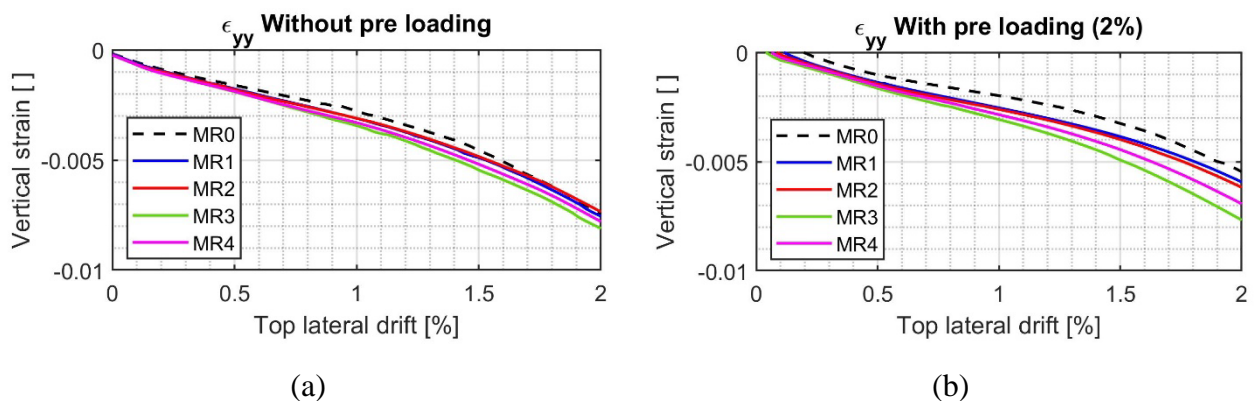 ϵyy Without pre loading
Vertical strain [ ]
0
-0.005
-0.01
MR0
MR1
MR2
MR3
MR4
0 0.5 1 1.5 2
Top lateral drift [%]
(a)
ϵyy With pre loading (2%)
Vertical strain [ ]
0
-0.005
-0.01
MR0
MR1
MR2
MR3
MR4
0 0.5 1 1.5 2
Top lateral drift [%]
(b)